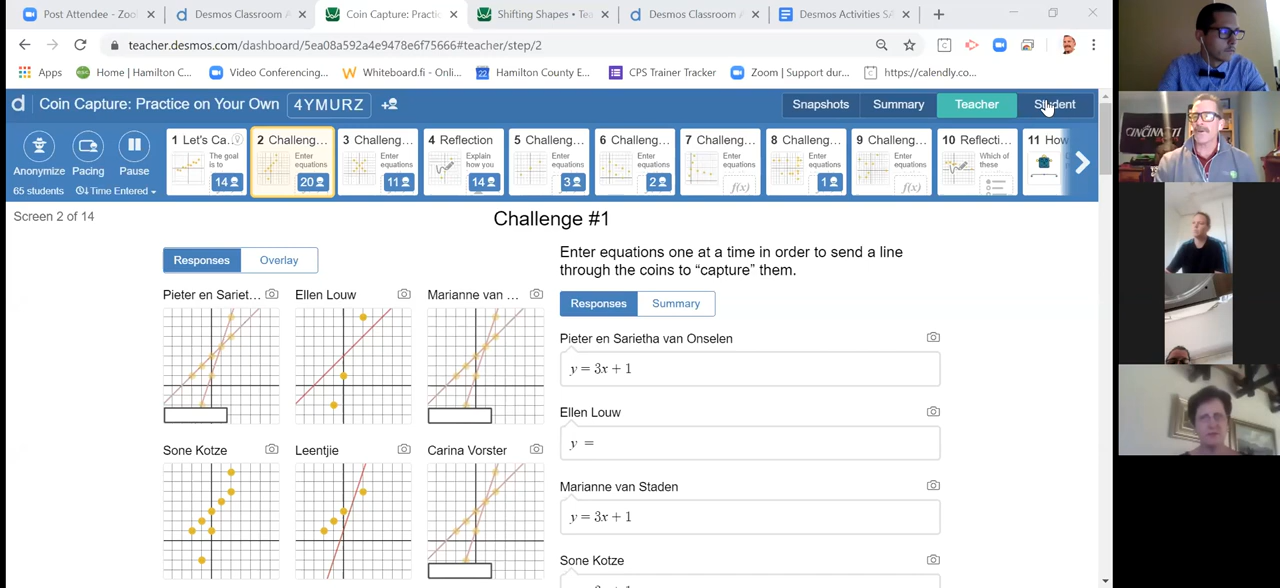 Post Attendee - Zoo
Desmos Classroom A
Coin Capture: Practi
Shifting Shapes • Tea
Desmos Classroom A
Desmos Activities SA
teacher.desmos.com/dashboard/5ea08a592a4e9478e6f75666#teacher/step/2
Apps
Home | Hamilton C...
Video Conferencing...
Whiteboard.fi - Onli...
Hamilton County E...
CPS Trainer Tracker
Zoom | Support dur...
https://calendly.co...
d
Coin Capture: Practice on Your Own
4YMURZ
Snapshots
Summary
Teacher
Student
Anonymize
Pacing
Pause
65 students
Time Entered
1 Let's Ca...
The goal is to
14
2 Challeng...
Enter equations
20
3 Challeng...
Enter equations
11
4 Reflection
Explain how you
14
5 Challeng...
Enter equations
3
6 Challeng...
Enter equations
2
7 Challeng...
Enter equations
f(x)
8 Challeng...
Enter equations
1
9 Challeng...
Enter equations
f(x)
10 Reflecti...
Which of these
11 How
Screen 2 of 14
Challenge #1
Responses
Overlay
Enter equations one at a time in order to send a line
through the coins to “capture” them.
Responses
Summary
Pieter en Sariet...
Ellen Louw
Marianne van ...
Sone Kotze
Leentjie
Carina Vorster
Pieter en Sarietha van Onselen
y = 3x + 1
Ellen Louw
y =
Marianne van Staden
y = 3x + 1
Sone Kotze
CINCINNATI